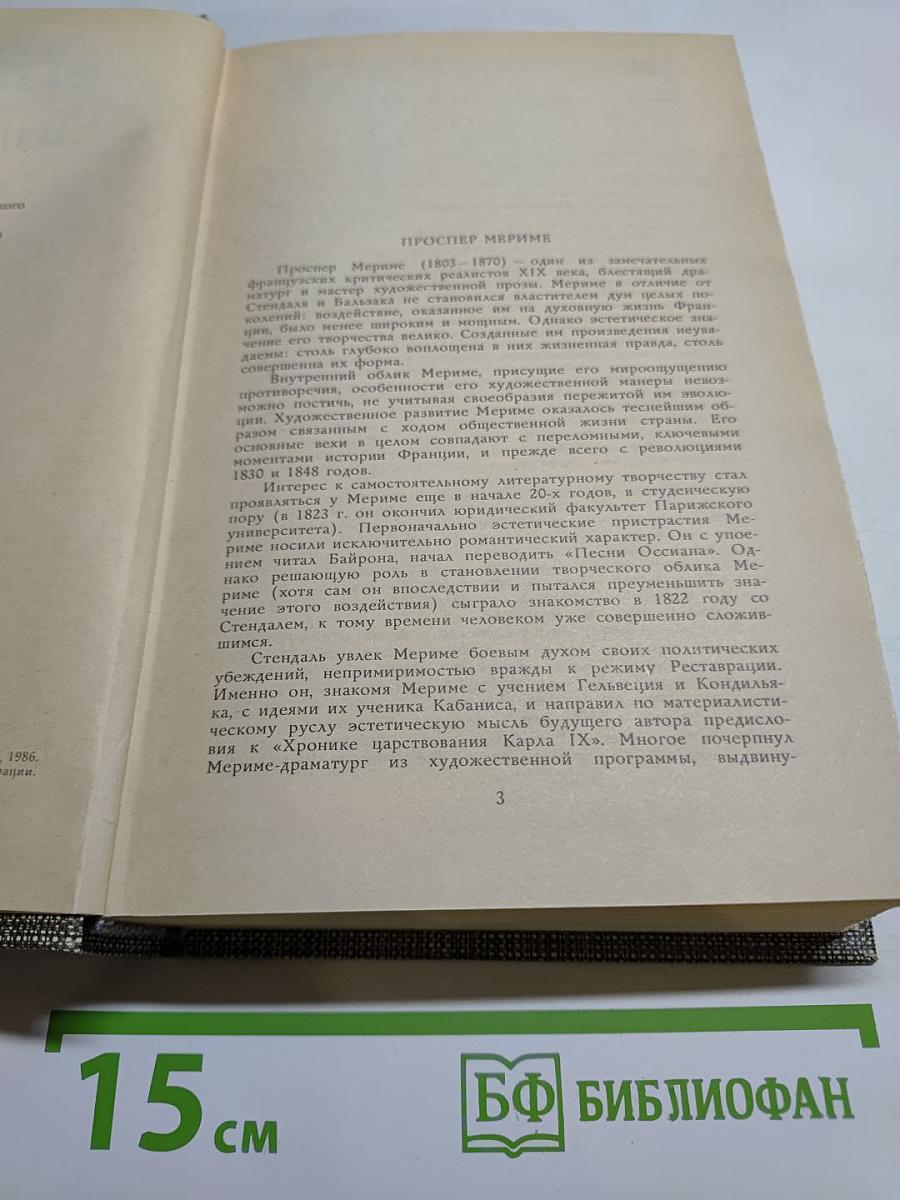 кого
, 1986.
рации.
ПРОСПЕР МЕРИМЕ
Проспер Мериме (1803—1870) — один из замечательных
французских критических реалистов XIX века, блестящий дра-
матург и мастер художественной прозы. Мериме в отличие от
Стендаля и Бальзака не становился властителем дум целых по-
колений: воздействие, оказанное им на духовную жизнь Фран-
ции, было менее широким и мощным. Однако эстетическое зна-
чение его творчества велико. Созданные им произведения неувя-
даемы: столь глубоко воплощена в них жизненная правда, столь
совершенна их форма.
Внутренний облик Мериме, присущие его мироощущению
противоречия, особенности его художественной манеры невоз-
можно постичь, не учитывая своеобразия пережитой им эволю-
ции. Художественное развитие Мериме оказалось теснейшим об-
разом связанным с ходом общественной жизни страны. Его
основные вехи в целом совпадают с переломными, ключевыми
моментами истории Франции, и прежде всего с революциями
1830 и 1848 годов.
Интерес к самостоятельному литературному творчеству стал
проявляться у Мериме еще в начале 20-х годов, в студенческую
пору (в 1823 г. он окончил юридический факультет Парижского
университета). Первоначально эстетические пристрастия Ме-
риме носили исключительно романтический характер. Он с упое-
нием читал Байрона, начал переводить «Песни Оссиана». Од-
нако решающую роль в становлении творческого облика Ме-
риме (хотя сам он впоследствии и пытался преуменьшить зна-
чение этого воздействия) сыграло знакомство в 1822 году со
Стендалем, к тому времени человеком уже совершенно сложив-
шимся.
Стендаль увлек Мериме боевым духом своих политических
убеждений, непримиримостью вражды к режиму Реставрации.
Именно он, знакомя Мериме с учением Гельвеция и Кондилья-
ка, с идеями их ученика Кабаниса, и направил по материалисти-
ческому руслу эстетическую мысль будущего автора предисло-
вия к «Хронике царствования Карла IX». Многое почерпнул
Мериме-драматург из художественной программы, выдвину-
3
15 см
БФ БИБЛИОФАН